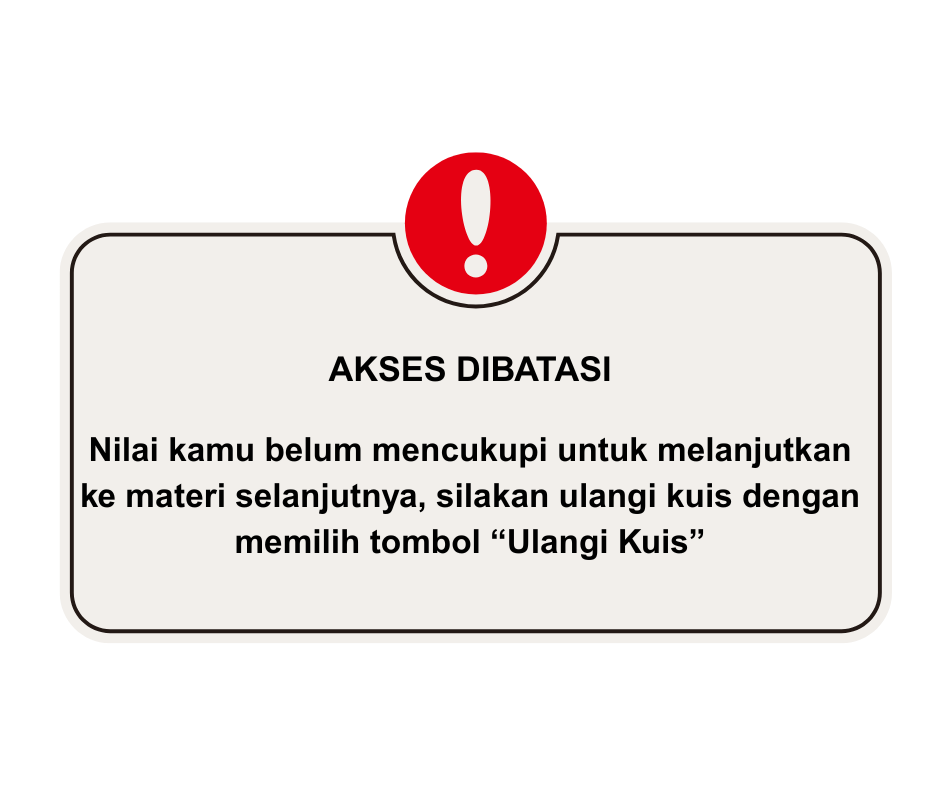 AKSES DIBATASI
Nilai kamu belum mencukupi untuk melanjutkan
ke materi selanjutnya, silakan ulangi kuis dengan
memilih tombol “Ulangi Kuis”